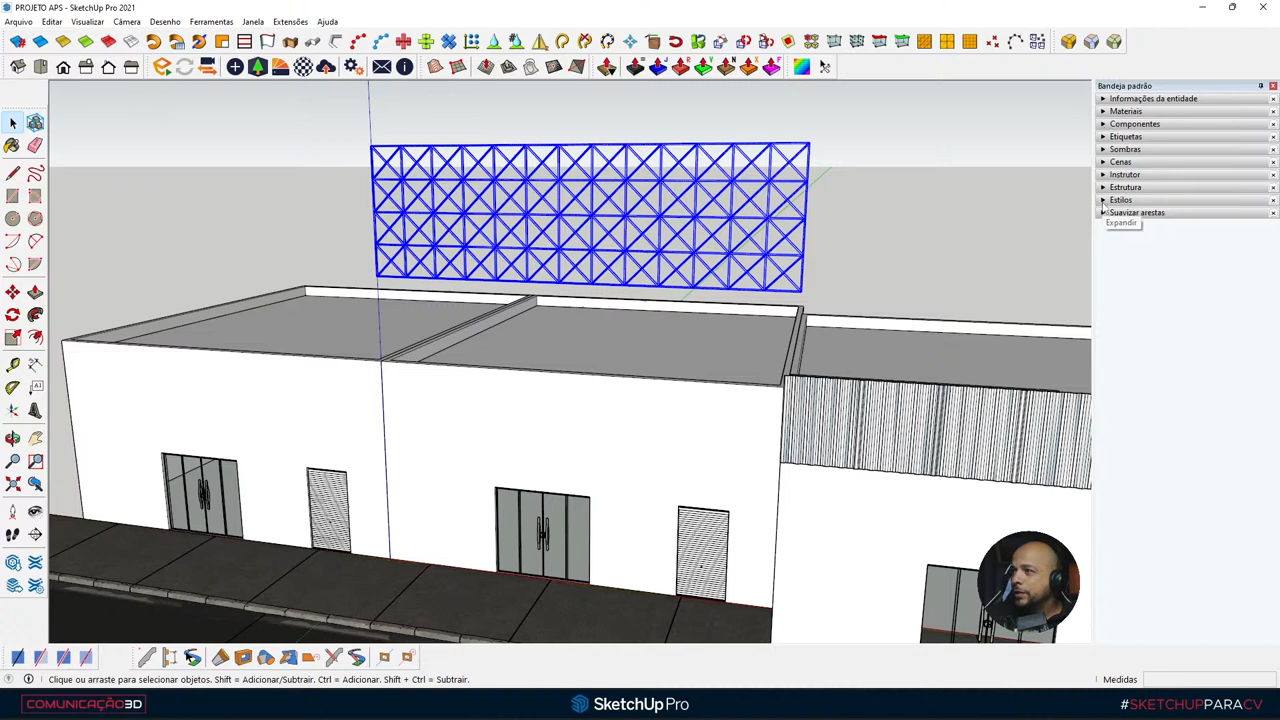 PROJETO APS - SketchUp Pro 2021
Arquivo Editar Visualizar Câmera Desenho Ferramentas Janela Extensões Ajuda
Bandeja padrão
Informações da entidade
Materiais
Componentes
Etiquetas
Sombras
Cenas
Instrutor
Estrutura
Estilos
Suavizar arestas
Expandir
Clique ou arraste para selecionar objetos. Shift = Adicionar/Subtrair. Ctrl = Adicionar. Shift + Ctrl = Subtrair.
Medidas
COMUNICAÇÃO3D
SketchUp Pro
#SKETCHUPPARACV